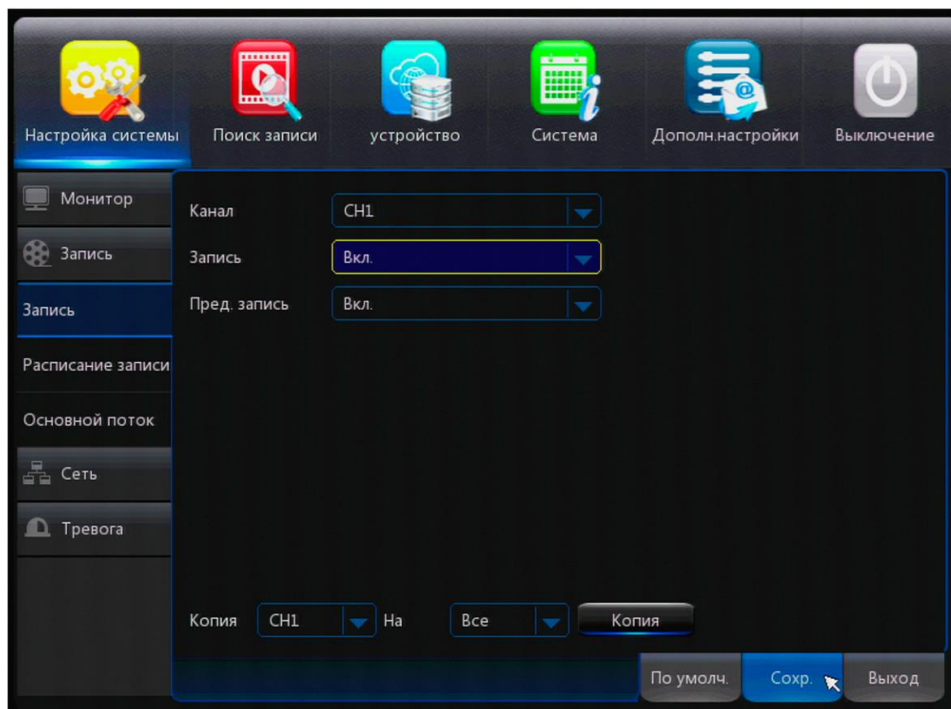 Настройка системы
Поиск записи
устройство
Система
Дополн.настройки
Выключение
Монитор
Запись
Запись
Расписание записи
Основной поток
Сеть
Тревога
Канал CH1
Запись Вкл.
Пред. запись Вкл.
Копия CH1 На Все Копия
По умолч. Сохр. Выход